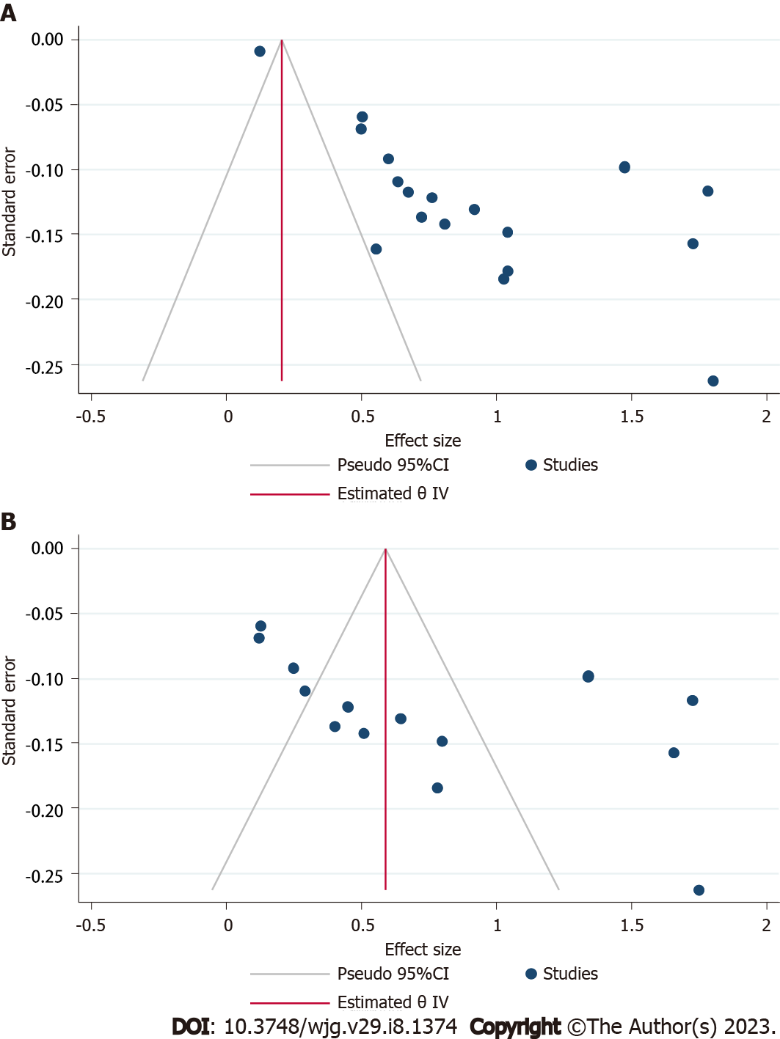 A
0.00
-0.05
-0.10
-0.15
-0.20
-0.25
Standard error
-0.5 0 0.5 1 1.5 2
Effect size
Pseudo 95%CI Studies
Estimated θ IV
B
0.00
-0.05
-0.10
-0.15
-0.20
-0.25
Standard error
-0.5 0 0.5 1 1.5 2
Effect size
Pseudo 95%CI Studies
Estimated θ IV
DOI: 10.3748/wjg.v29.i8.1374 Copyright ©The Author(s) 2023.